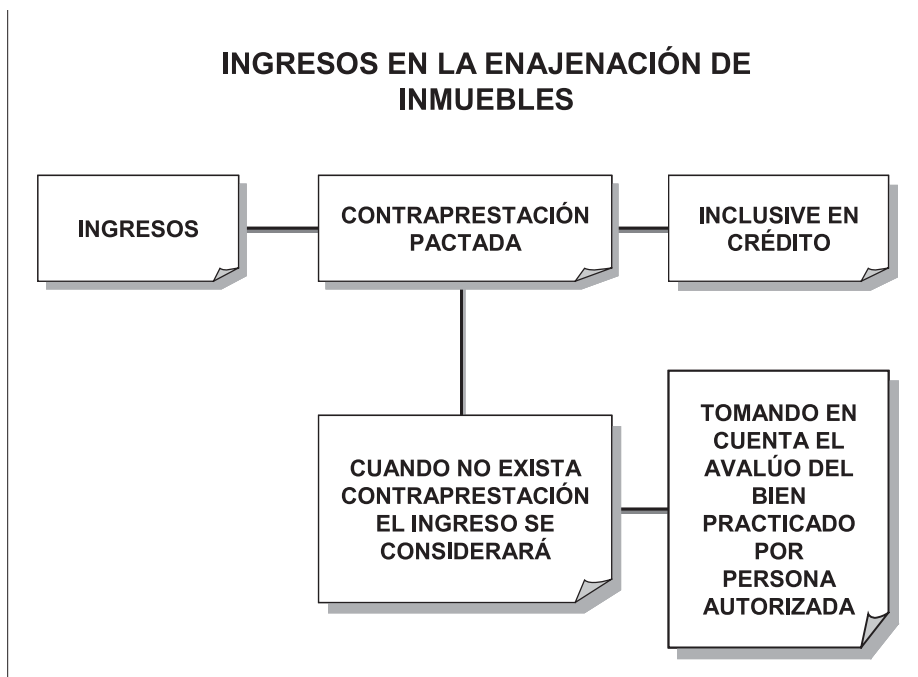 INGRESOS EN LA ENAJENACIÓN DE
INMUEBLES
INGRESOS
CONTRAPRESTACIÓN
PACTADA
INCLUSIVE EN
CRÉDITO
CUANDO NO EXISTA
CONTRAPRESTACIÓN
EL INGRESO SE
CONSIDERARÁ
TOMANDO EN
CUENTA EL
AVALÚO DEL
BIEN
PRACTICADO
POR
PERSONA
AUTORIZADA